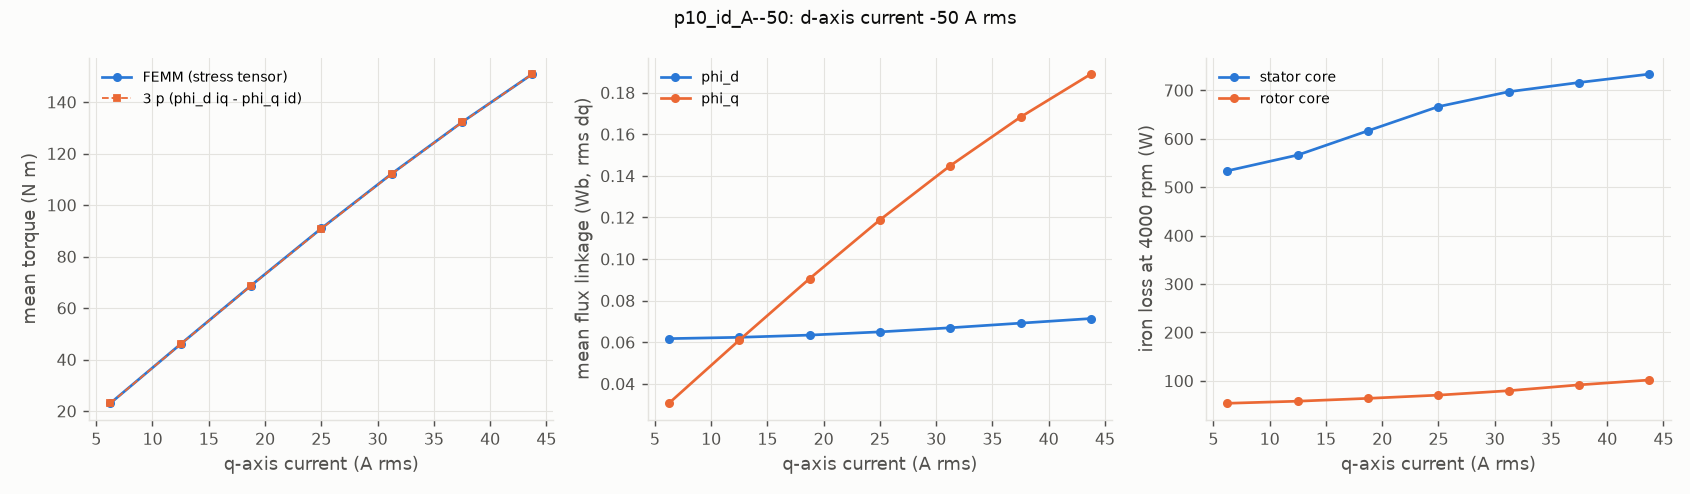 p10_id_A--50: d-axis current -50 A rms
FEMM (stress tensor)
3 p (phi_d iq - phi_q id)
mean torque (N m)
140
120
100
80
60
40
20
5 10 15 20 25 30 35 40 45
q-axis current (A rms)
phi_d
phi_q
mean flux linkage (Wb, rms dq)
0.18
0.16
0.14
0.12
0.10
0.08
0.06
0.04
5 10 15 20 25 30 35 40 45
q-axis current (A rms)
stator core
rotor core
iron loss at 4000 rpm (W)
700
600
500
400
300
200
100
5 10 15 20 25 30 35 40 45
q-axis current (A rms)